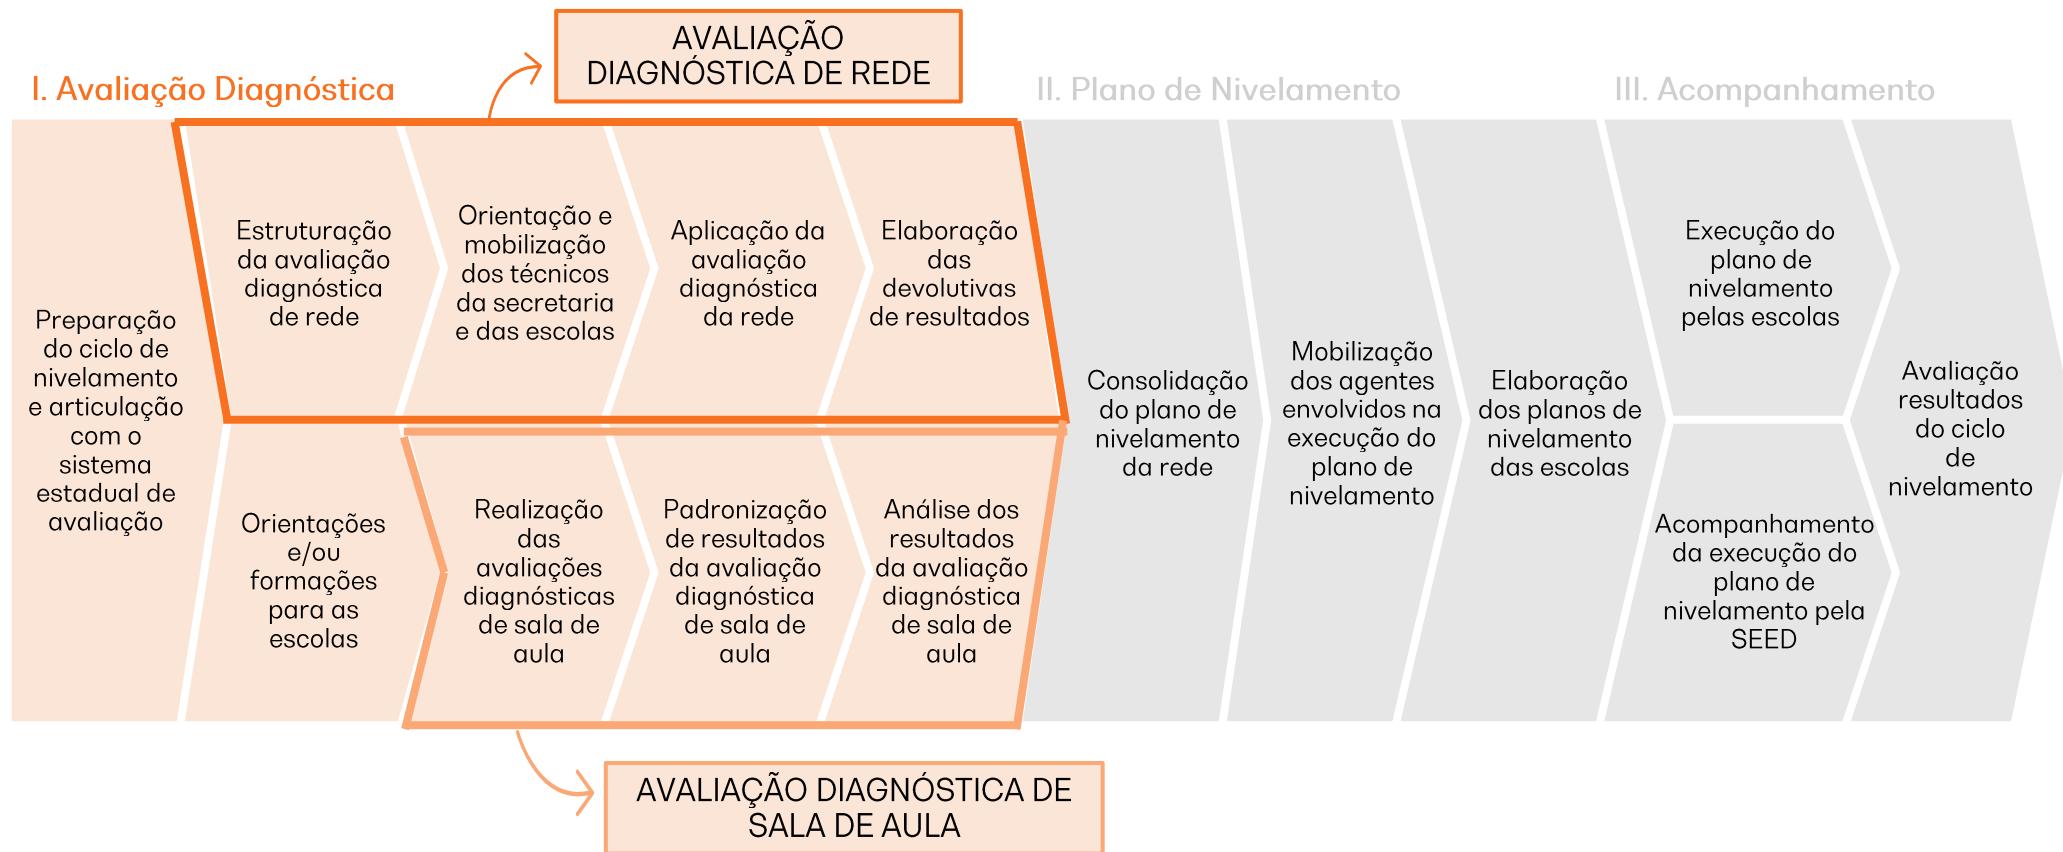 AVALIAÇÃO
DIAGNÓSTICA DE REDE
I. Avaliação Diagnóstica
II. Plano de Nivelamento
III. Acompanhamento
Preparação
do ciclo de
nivelamento
e articulação
com o
sistema
estadual de
avaliação
Estruturação
da avaliação
diagnóstica
de rede
Orientação e
mobilização
dos técnicos
da secretaria
e das escolas
Aplicação da
avaliação
diagnóstica
da rede
Elaboração
das
devolutivas
de resultados
Orientações
e/ou
formações
para as
escolas
Realização
das
avaliações
diagnósticas
de sala de
aula
Padronização
de resultados
da avaliação
diagnóstica
de sala de
aula
Análise dos
resultados
da avaliação
diagnóstica
de sala de
aula
Consolidação
do plano de
nivelamento
da rede
Mobilização
dos agentes
envolvidos na
execução do
plano de
nivelamento
Elaboração
dos planos de
nivelamento
das escolas
Execução do
plano de
nivelamento
pelas escolas
Acompanhamento
da execução do
plano de
nivelamento pela
SEED
Avaliação
resultados
do ciclo
de
nivelamento
AVALIAÇÃO DIAGNÓSTICA DE
SALA DE AULA